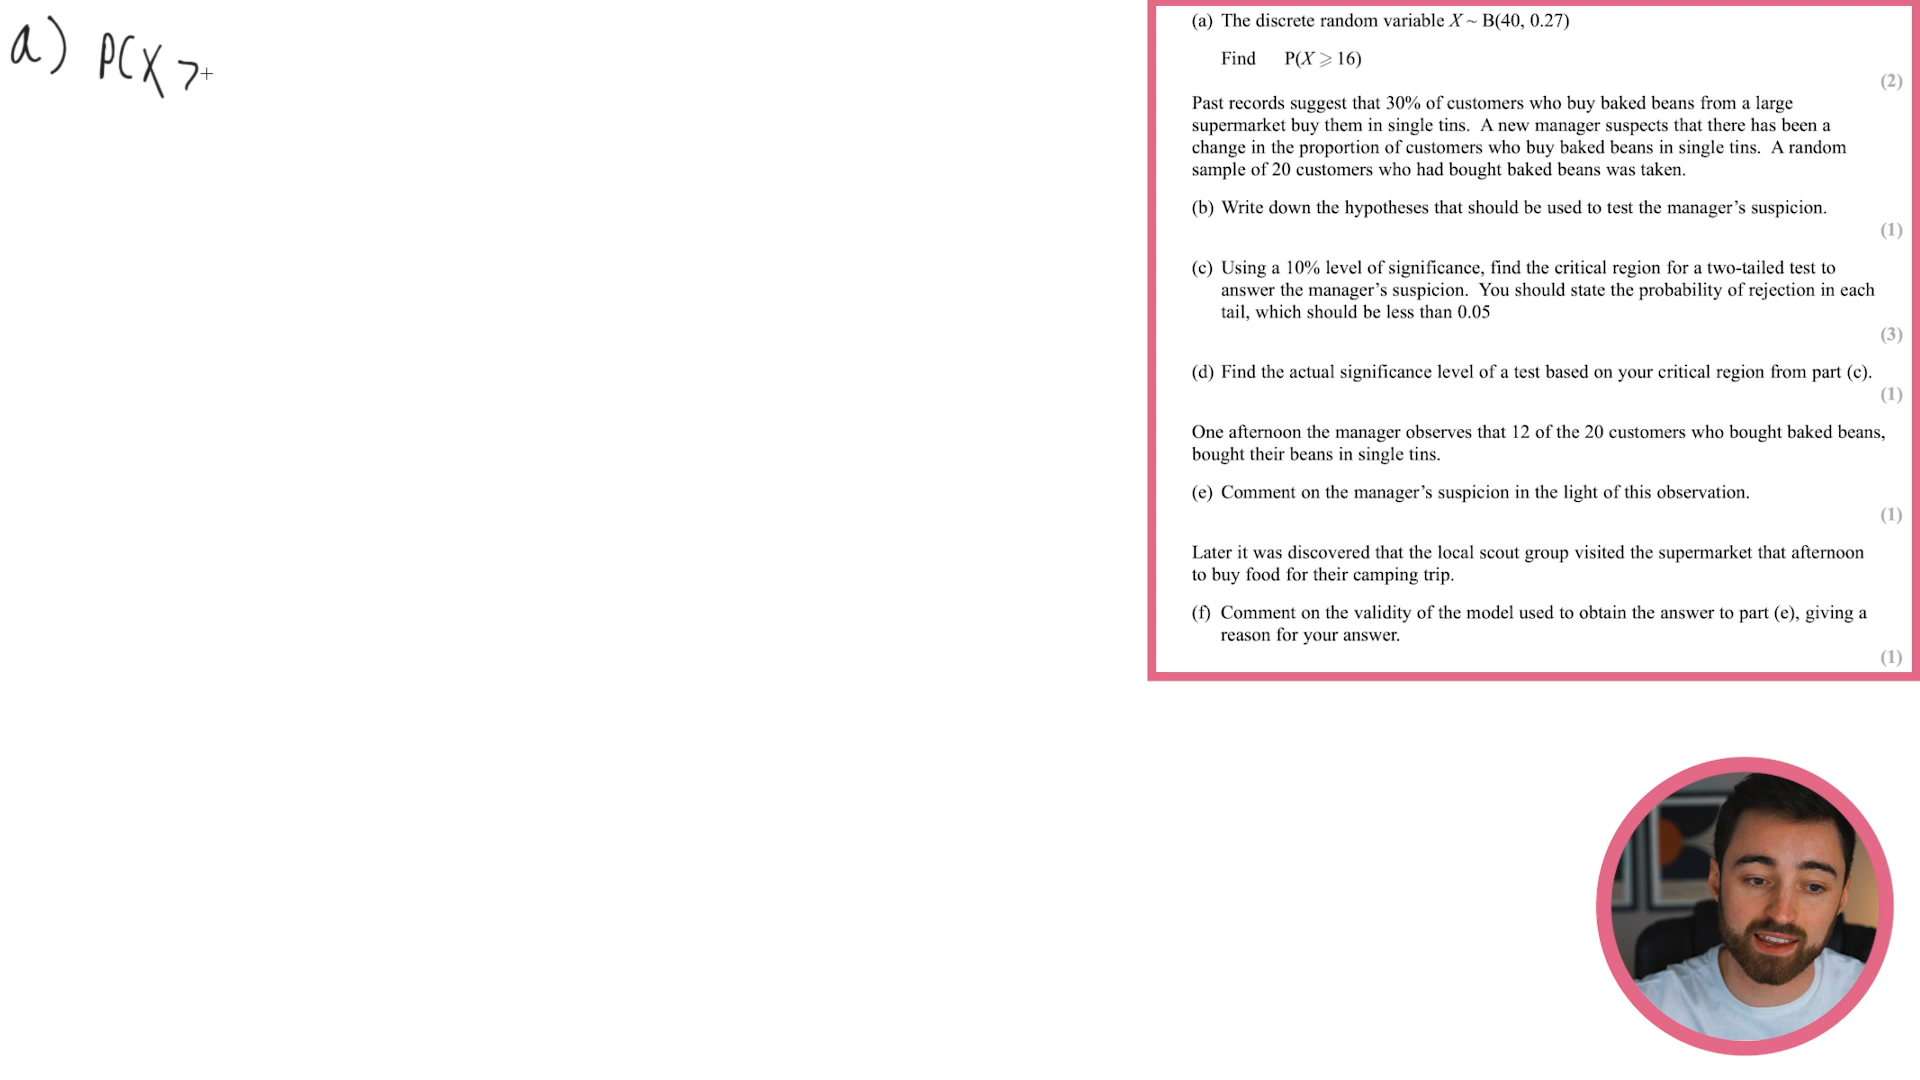 a) P(X >
(a) The discrete random variable X ~ B(40, 0.27)
Find P(X ⩾ 16)
(2)
Past records suggest that 30% of customers who buy baked beans from a large
supermarket buy them in single tins. A new manager suspects that there has been a
change in the proportion of customers who buy baked beans in single tins. A random
sample of 20 customers who had bought baked beans was taken.
(b) Write down the hypotheses that should be used to test the manager's suspicion.
(1)
(c) Using a 10% level of significance, find the critical region for a two-tailed test to
answer the manager's suspicion. You should state the probability of rejection in each
tail, which should be less than 0.05
(3)
(d) Find the actual significance level of a test based on your critical region from part (c).
(1)
One afternoon the manager observes that 12 of the 20 customers who bought baked beans,
bought their beans in single tins.
(e) Comment on the manager's suspicion in the light of this observation.
(1)
Later it was discovered that the local scout group visited the supermarket that afternoon
to buy food for their camping trip.
(f) Comment on the validity of the model used to obtain the answer to part (e), giving a
reason for your answer.
(1)